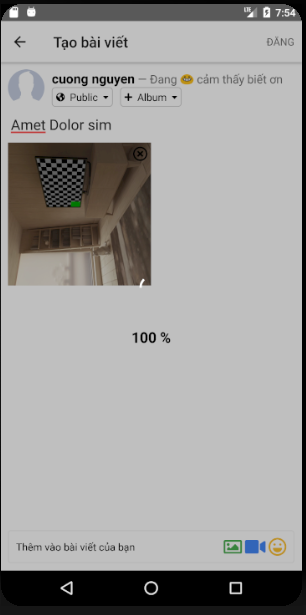 LTE 7:54
Tạo bài viết ĐĂNG
cuong nguyen — Đang cảm thấy biết ơn
Public + Album
Amet Dolor sim
100 %
Thêm vào bài viết của bạn